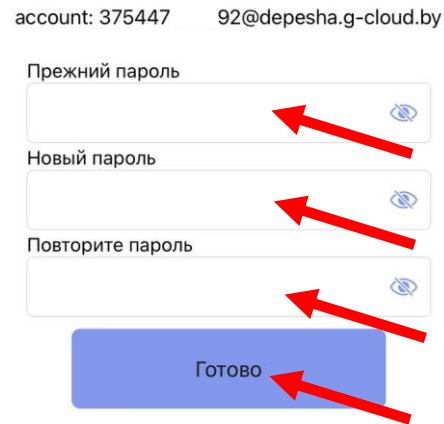 account: 375447 92@depesha.g-cloud.by
Прежний пароль
Новый пароль
Повторите пароль
Готово